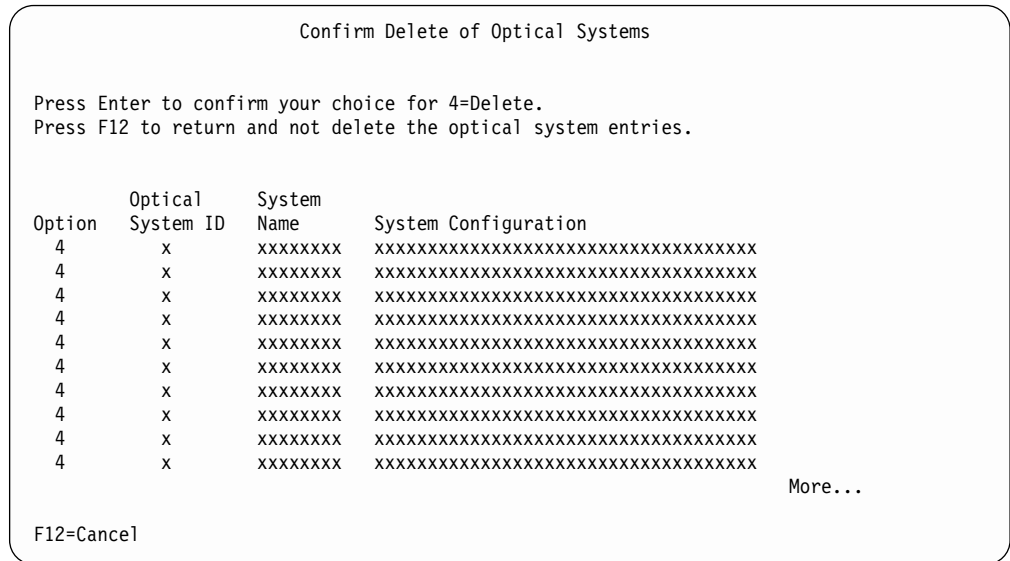 Confirm Delete of Optical Systems
Press Enter to confirm your choice for 4=Delete.
Press F12 to return and not delete the optical system entries.
Optical System
Option System ID Name System Configuration
4 x xxxxxxxx xxxxxxxxxxxxxxxxxxxxxxxxxxxxxxxxxxxx
4 x xxxxxxxx xxxxxxxxxxxxxxxxxxxxxxxxxxxxxxxxxxxx
4 x xxxxxxxx xxxxxxxxxxxxxxxxxxxxxxxxxxxxxxxxxxxx
4 x xxxxxxxx xxxxxxxxxxxxxxxxxxxxxxxxxxxxxxxxxxxx
4 x xxxxxxxx xxxxxxxxxxxxxxxxxxxxxxxxxxxxxxxxxxxx
4 x xxxxxxxx xxxxxxxxxxxxxxxxxxxxxxxxxxxxxxxxxxxx
4 x xxxxxxxx xxxxxxxxxxxxxxxxxxxxxxxxxxxxxxxxxxxx
4 x xxxxxxxx xxxxxxxxxxxxxxxxxxxxxxxxxxxxxxxxxxxx
4 x xxxxxxxx xxxxxxxxxxxxxxxxxxxxxxxxxxxxxxxxxxxx
4 x xxxxxxxx xxxxxxxxxxxxxxxxxxxxxxxxxxxxxxxxxxxx
More...
F12=Cancel